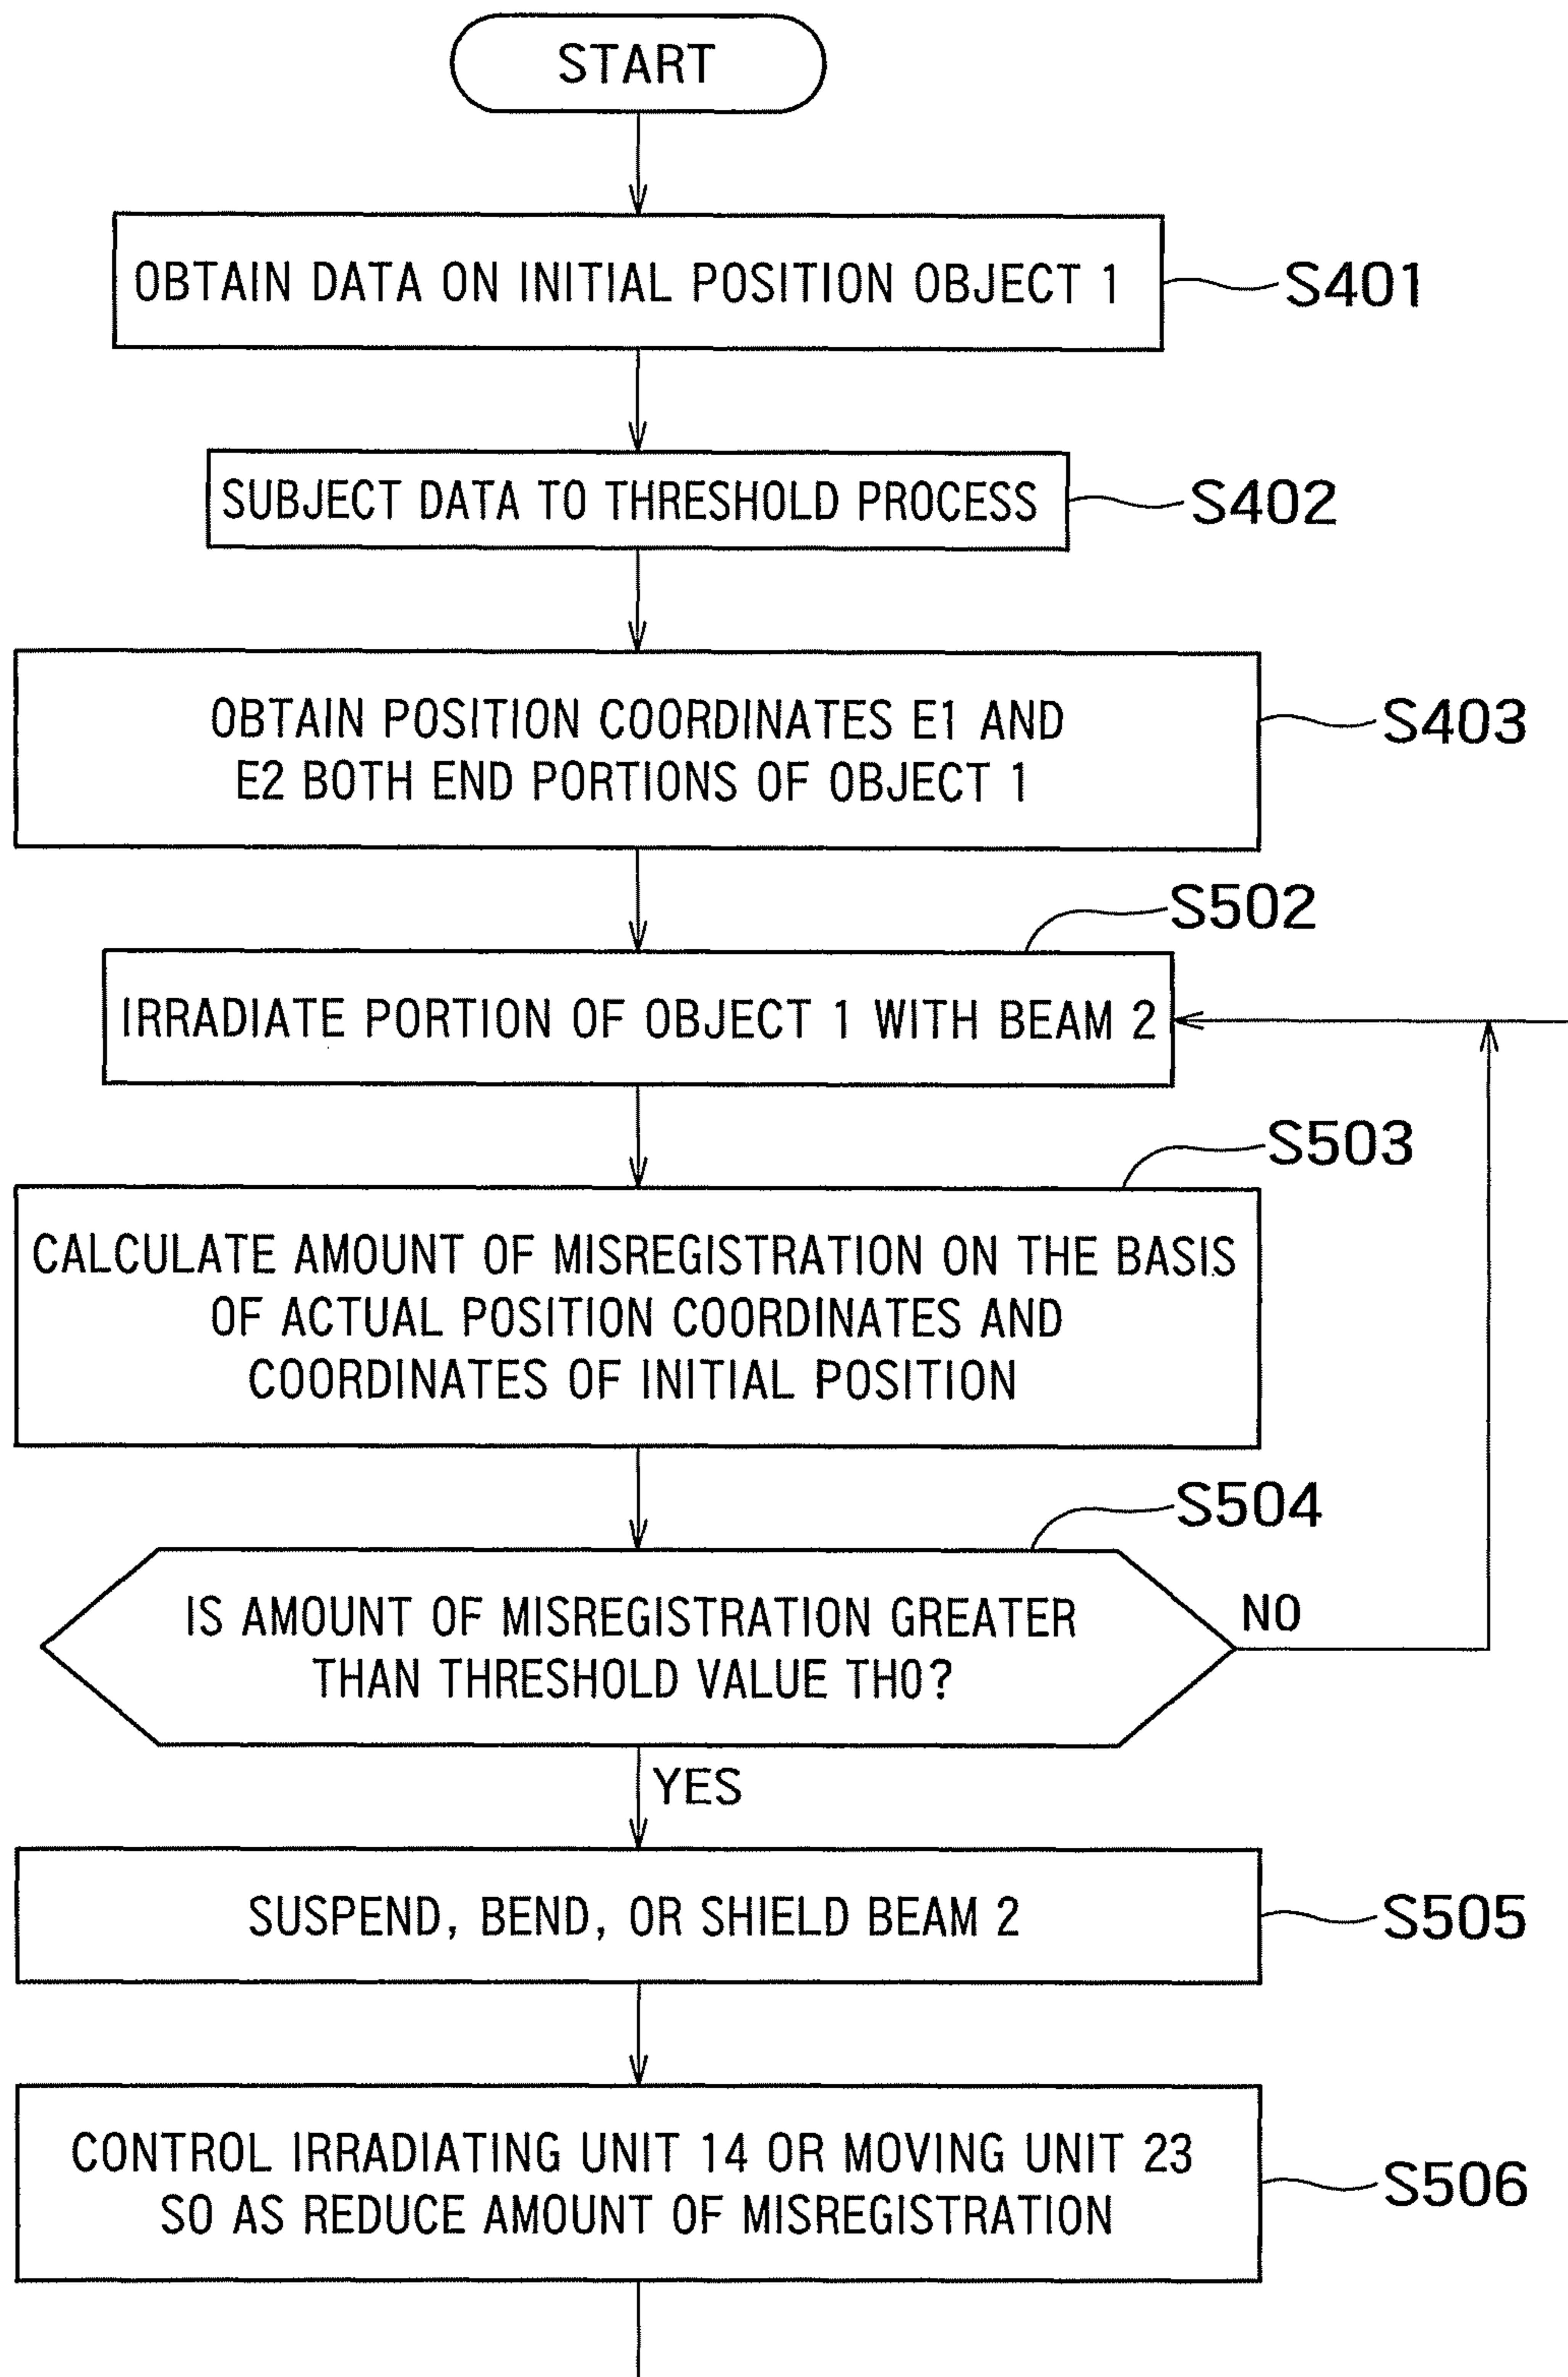 START
OBTAIN DATA ON INITIAL POSITION OBJECT 1
S401
SUBJECT DATA TO THRESHOLD PROCESS
S402
OBTAIN POSITION COORDINATES E1 AND
E2 BOTH END PORTIONS OF OBJECT 1
S403
S502
IRRADIATE PORTION OF OBJECT 1 WITH BEAM 2
S503
CALCULATE AMOUNT OF MISREGISTRATION ON THE BASIS
OF ACTUAL POSITION COORDINATES AND
COORDINATES OF INITIAL POSITION
S504
IS AMOUNT OF MISREGISTRATION GREATER
THAN THRESHOLD VALUE TH0?
NO
YES
SUSPEND, BEND, OR SHIELD BEAM 2
S505
CONTROL IRRADIATING UNIT 14 OR MOVING UNIT 23
SO AS REDUCE AMOUNT OF MISREGISTRATION
S506